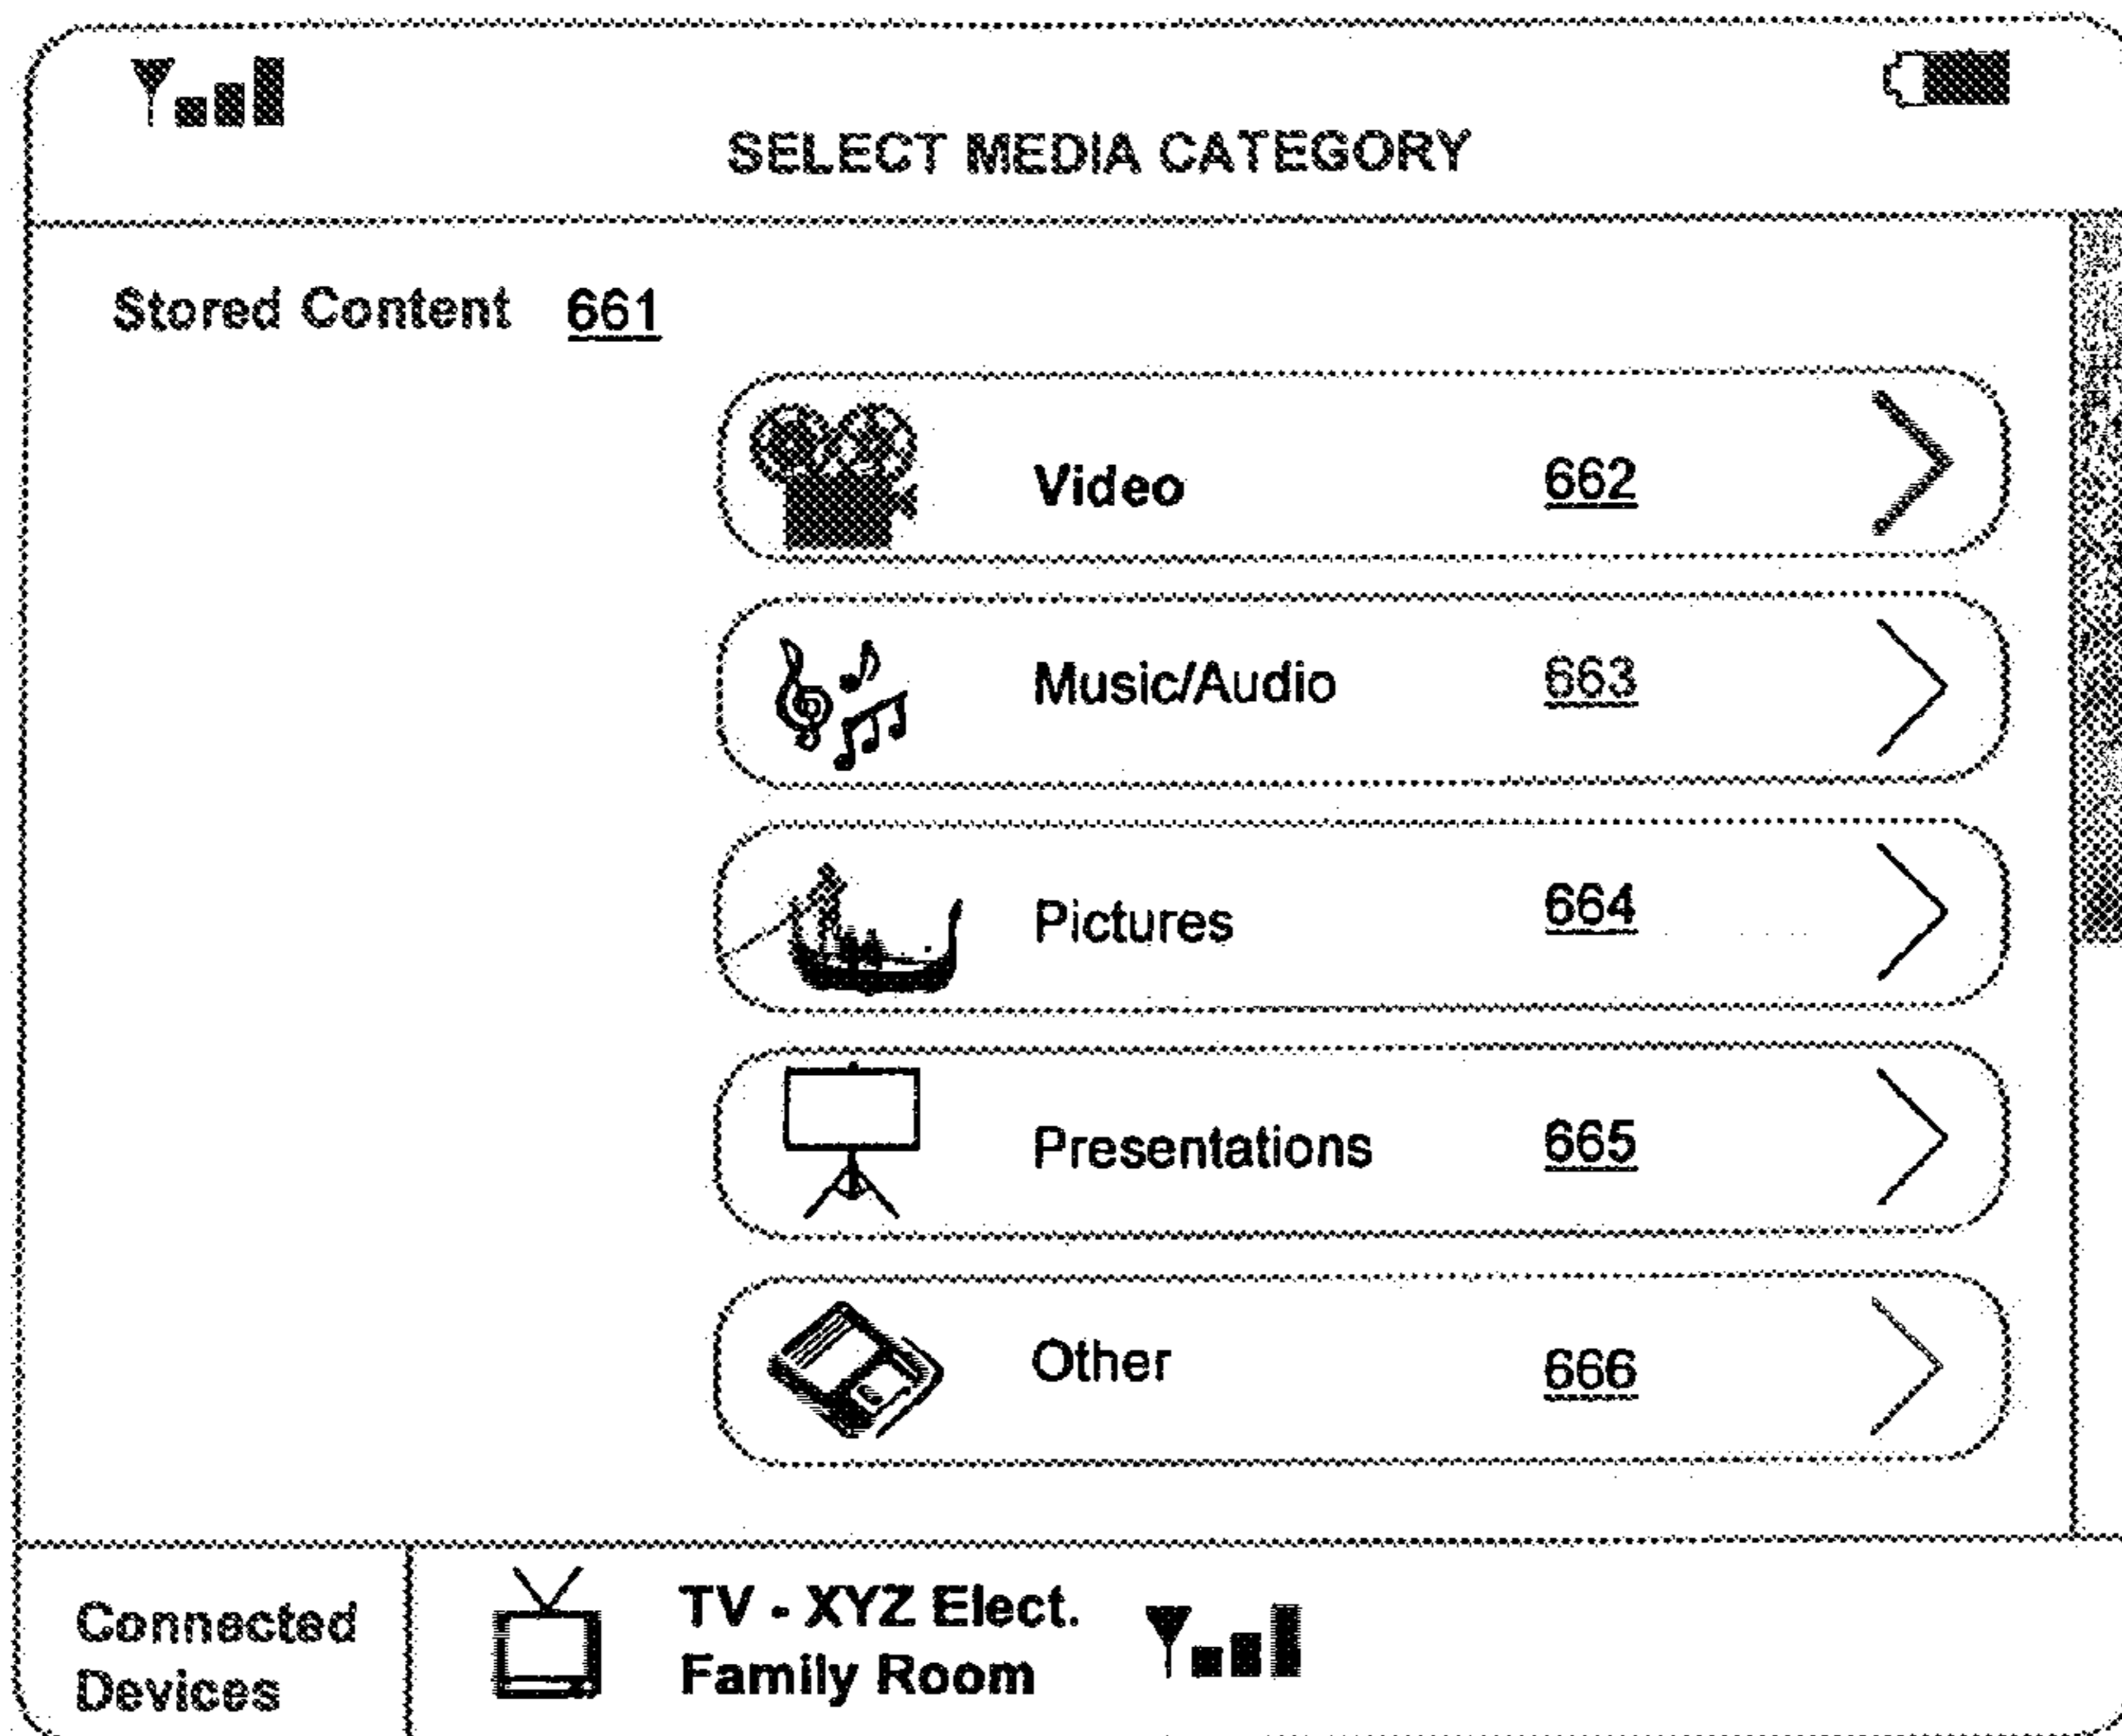 SELECT MEDIA CATEGORY
Stored Content 661
Video 662
Music/Audio 663
Pictures 664
Presentations 665
Other 666
Connected
Devices
TV - XYZ Elect.
Family Room